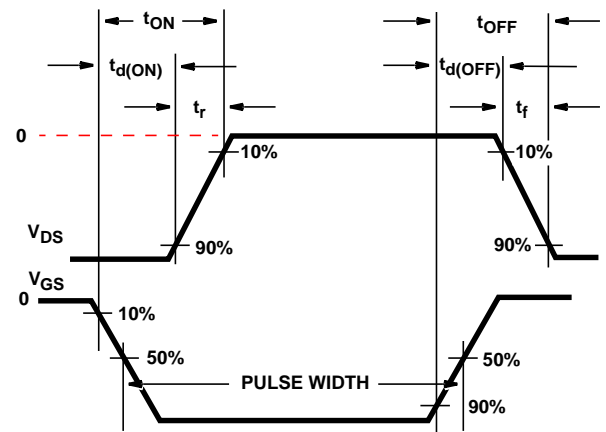 tON tOFF
td(ON) td(OFF)
tr tf
0
10% 10%
VDS 90% 90%
VGS
0
10%
50% 50%
PULSE WIDTH
90%